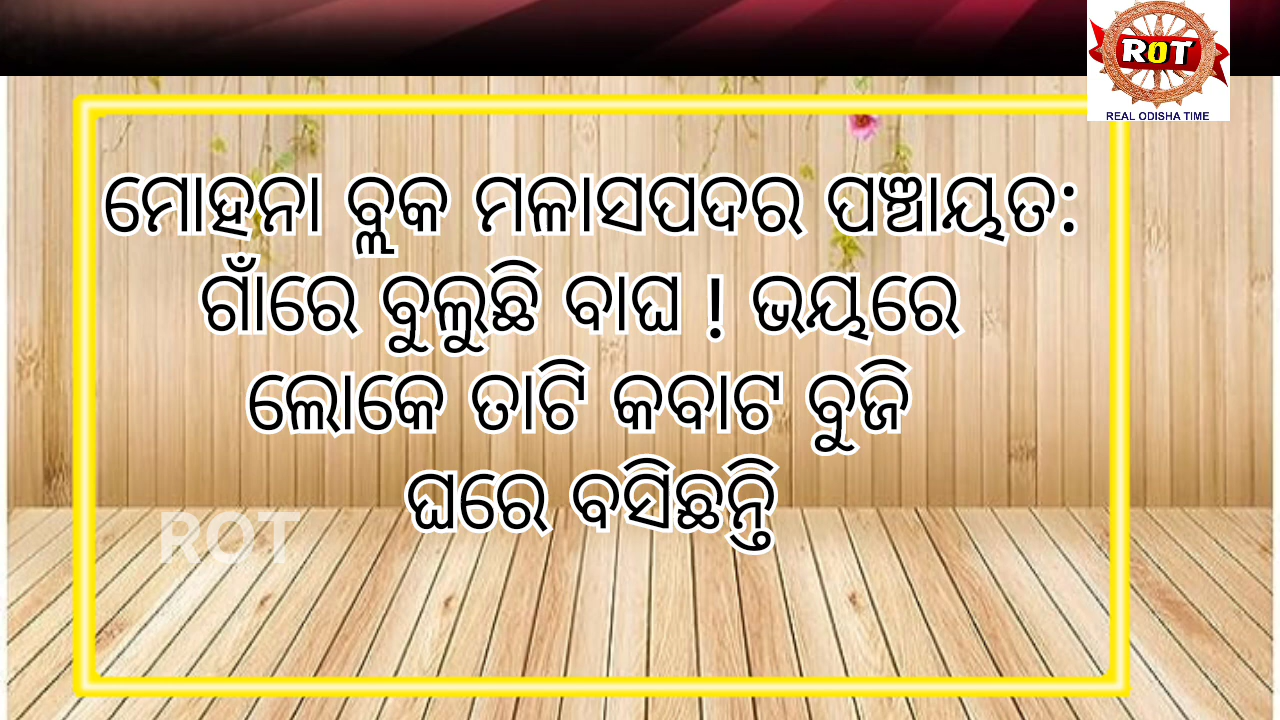 ROT
REAL ODISHA TIME
ମୋହନା ବ୍ଲକ ମଳାସପଦର ପଞ୍ଚାୟତ:
ଗାଁରେ ବୁଲୁଛି ବାଘ ! ଭୟରେ
ଲୋକେ ତାଟି କବାଟ ବୁଜି
ଘରେ ବସିଛନ୍ତି
ROT